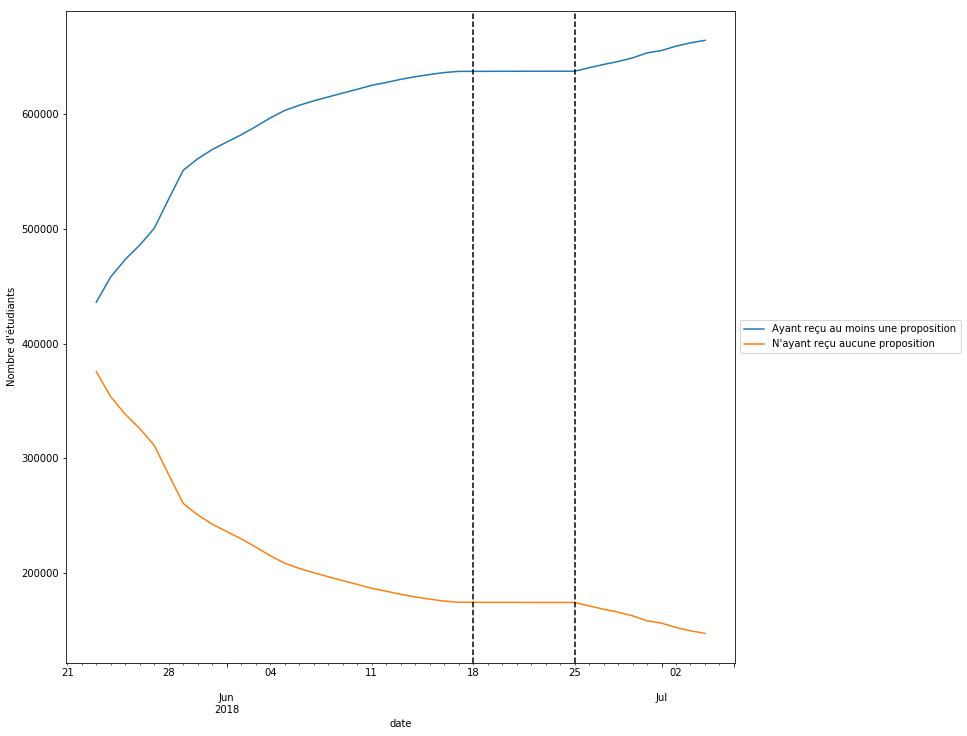 600000
500000
400000
300000
200000
Nombre d'étudiants
21 28 04 11 18 25 02
Jun Jul
2018
date
Ayant reçu au moins une proposition
N'ayant reçu aucune proposition